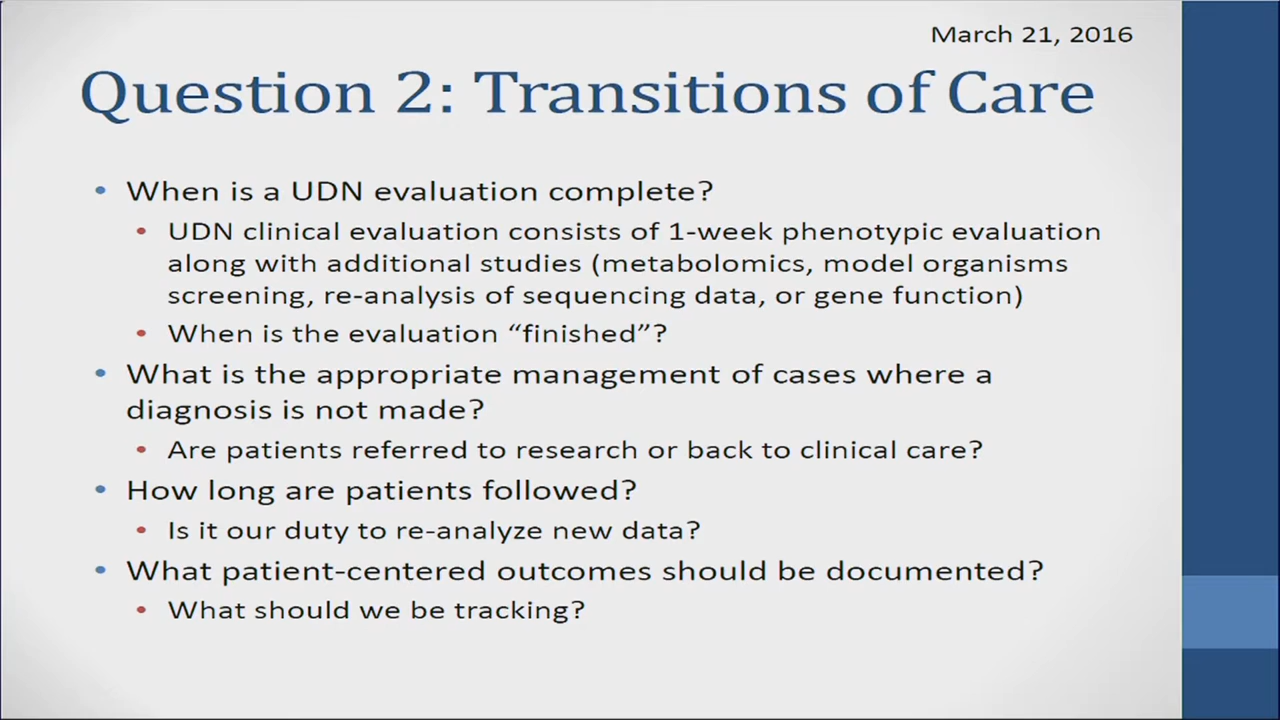 March 21, 2016
Question 2: Transitions of Care
• When is a UDN evaluation complete?
• UDN clinical evaluation consists of 1-week phenotypic evaluation
along with additional studies (metabolomics, model organisms
screening, re-analysis of sequencing data, or gene function)
• When is the evaluation “finished”?
• What is the appropriate management of cases where a
diagnosis is not made?
• Are patients referred to research or back to clinical care?
• How long are patients followed?
• Is it our duty to re-analyze new data?
• What patient-centered outcomes should be documented?
• What should we be tracking?